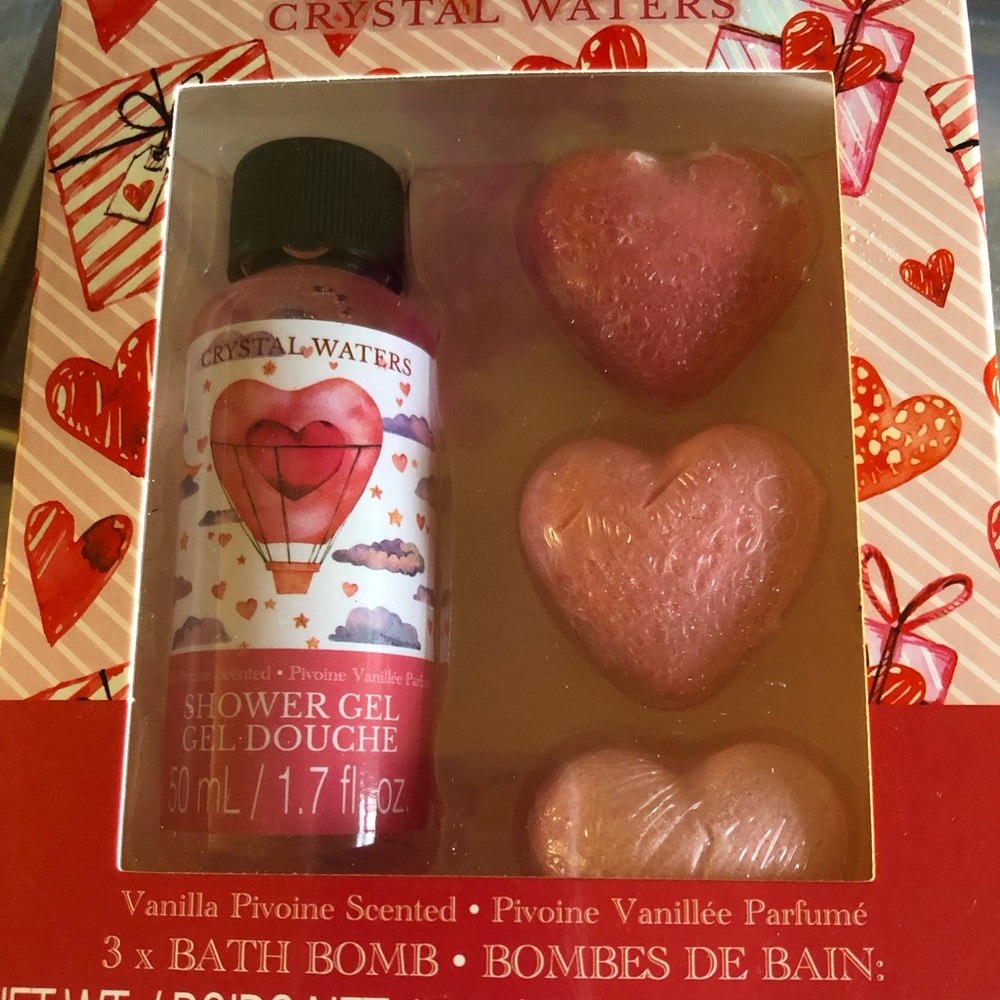 CRYSTAL WATERS
CRYSTAL WATERS
Scented • Pivoine Vanillée
SHOWER GEL
GEL DOUCHE
50 mL / 1.7 fl. oz.
Vanilla Pivoine Scented • Pivoine Vanillée Parfumé
3 x BATH BOMB • BOMBES DE BAIN: